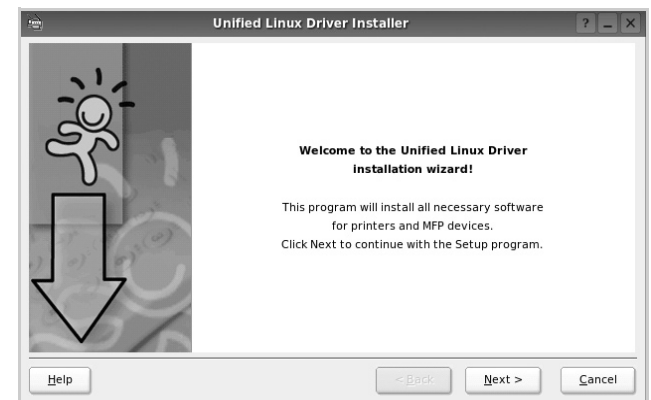 Unified Linux Driver Installer
Welcome to the Unified Linux Driver
installation wizard!
This program will install all necessary software
for printers and MFP devices.
Click Next to continue with the Setup program.
Help
< Back
Next >
Cancel